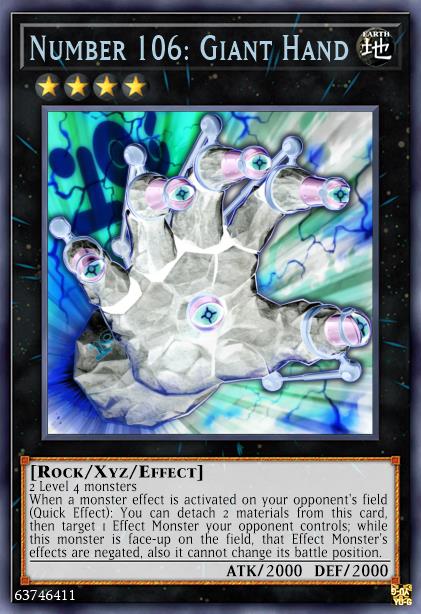 Number 106: Giant Hand
EARTH
地
[Rock/Xyz/Effect]
2 Level 4 monsters
When a monster effect is activated on your opponent's field
(Quick Effect): You can detach 2 materials from this card,
then target 1 Effect Monster your opponent controls; while
this monster is face-up on the field, that Effect Monster's
effects are negated, also it cannot change its battle position.
ATK/2000 DEF/2000
63746411